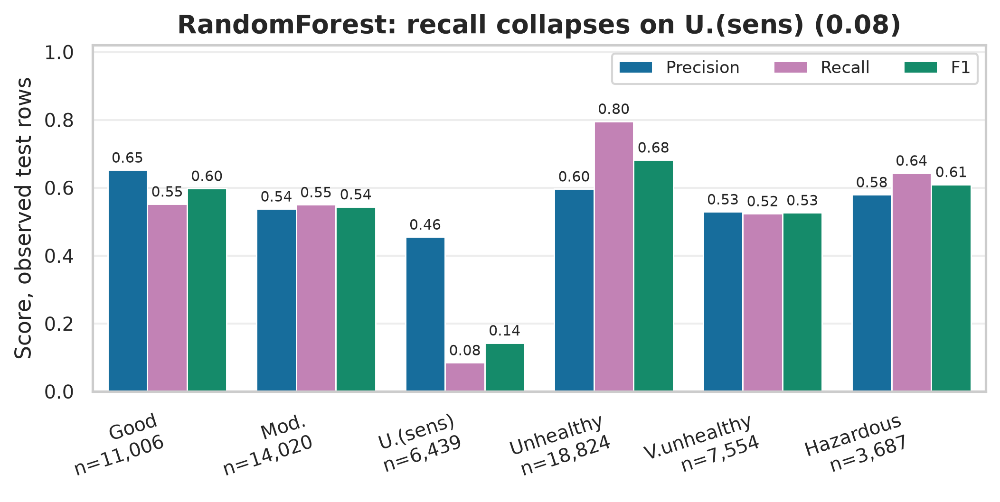 RandomForest: recall collapses on U.(sens) (0.08)
Score, observed test rows
1.0
0.8
0.6
0.4
0.2
0.0
Precision
Recall
F1
0.65
0.55
0.60
0.54
0.55
0.54
0.46
0.08
0.14
0.60
0.80
0.68
0.53
0.52
0.53
0.58
0.64
0.61
Good
n=11,006
Mod.
n=14,020
U.(sens)
n=6,439
Unhealthy
n=18,824
V.unhealthy
n=7,554
Hazardous
n=3,687